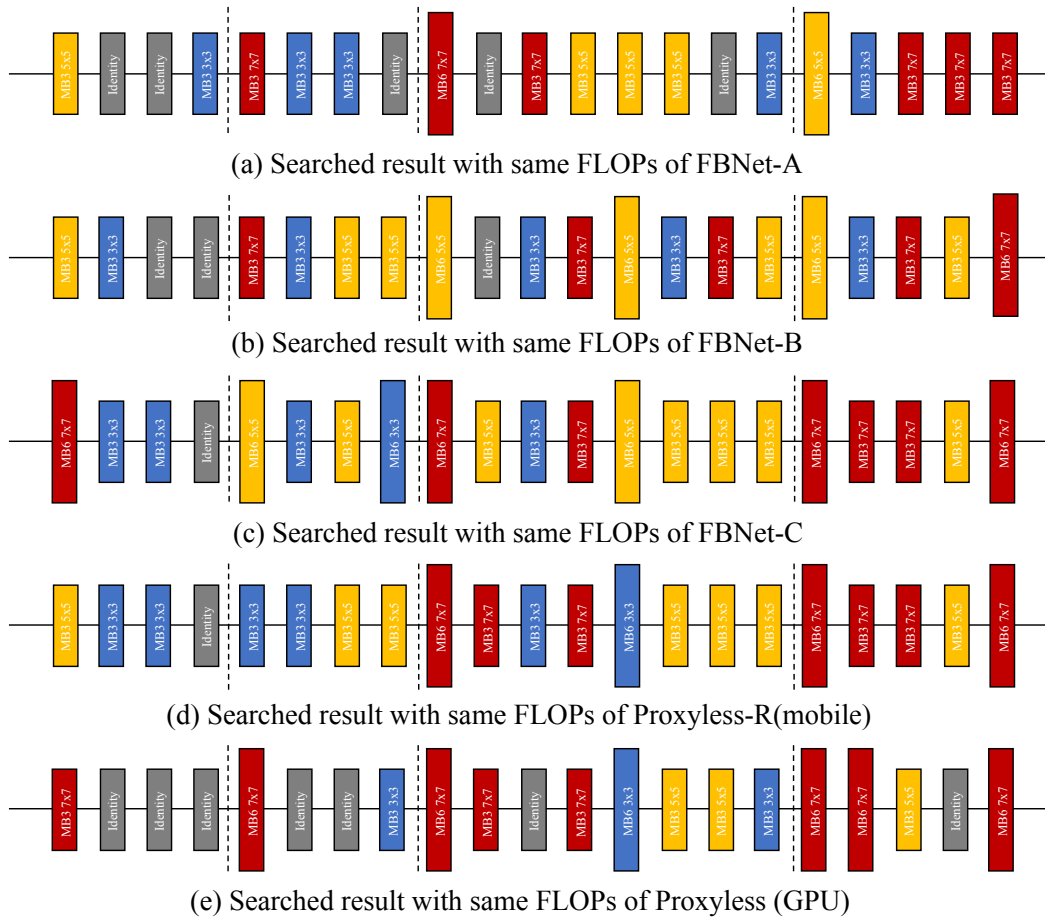 MB3 5x5 Identity Identity MB3 3x3 MB3 7x7 MB3 3x3 MB3 3x3 Identity MB6 7x7 Identity MB3 7x7 MB3 5x5 MB3 5x5 MB3 5x5 Identity MB3 3x3 MB6 5x5 MB3 3x3 MB3 7x7 MB3 7x7 MB3 7x7
(a) Searched result with same FLOPs of FBNet-A
MB3 5x5 MB3 3x3 Identity Identity MB3 7x7 MB3 3x3 MB3 5x5 MB3 5x5 MB6 5x5 Identity MB3 3x3 MB3 7x7 MB6 5x5 MB3 3x3 MB3 7x7 MB3 5x5 MB6 5x5 MB3 3x3 MB3 7x7 MB3 5x5 MB6 7x7
(b) Searched result with same FLOPs of FBNet-B
MB6 7x7 MB3 3x3 MB3 3x3 Identity MB6 5x5 MB3 3x3 MB3 5x5 MB6 3x3 MB6 7x7 MB3 5x5 MB3 3x3 MB3 7x7 MB6 5x5 MB3 5x5 MB3 5x5 MB3 5x5 MB6 7x7 MB3 7x7 MB3 7x7 MB3 5x5 MB6 7x7
(c) Searched result with same FLOPs of FBNet-C
MB3 5x5 MB3 3x3 MB3 3x3 Identity MB3 3x3 MB3 3x3 MB3 5x5 MB3 5x5 MB6 7x7 MB3 7x7 MB3 3x3 MB3 7x7 MB6 3x3 MB3 5x5 MB3 5x5 MB3 5x5 MB6 7x7 MB3 7x7 MB3 7x7 MB3 5x5 MB6 7x7
(d) Searched result with same FLOPs of Proxyless-R(mobile)
MB3 7x7 Identity Identity Identity MB6 7x7 Identity Identity MB3 3x3 MB6 7x7 MB3 7x7 Identity MB3 7x7 MB6 3x3 MB3 5x5 MB3 5x5 MB3 3x3 MB6 7x7 MB6 7x7 MB3 5x5 Identity MB6 7x7
(e) Searched result with same FLOPs of Proxyless (GPU)